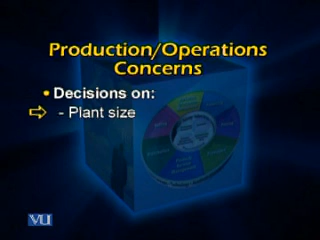 Production/Operations
Concerns
• Decisions on:
- Plant size
VU